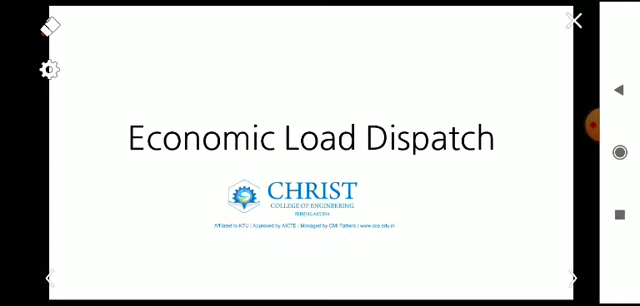 Economic Load Dispatch
CHRIST
COLLEGE OF ENGINEERING
IRINJALAKUDA
Affiliated to KTU | Approved by AICTE | Managed by CMI Fathers | www.cce.edu.in